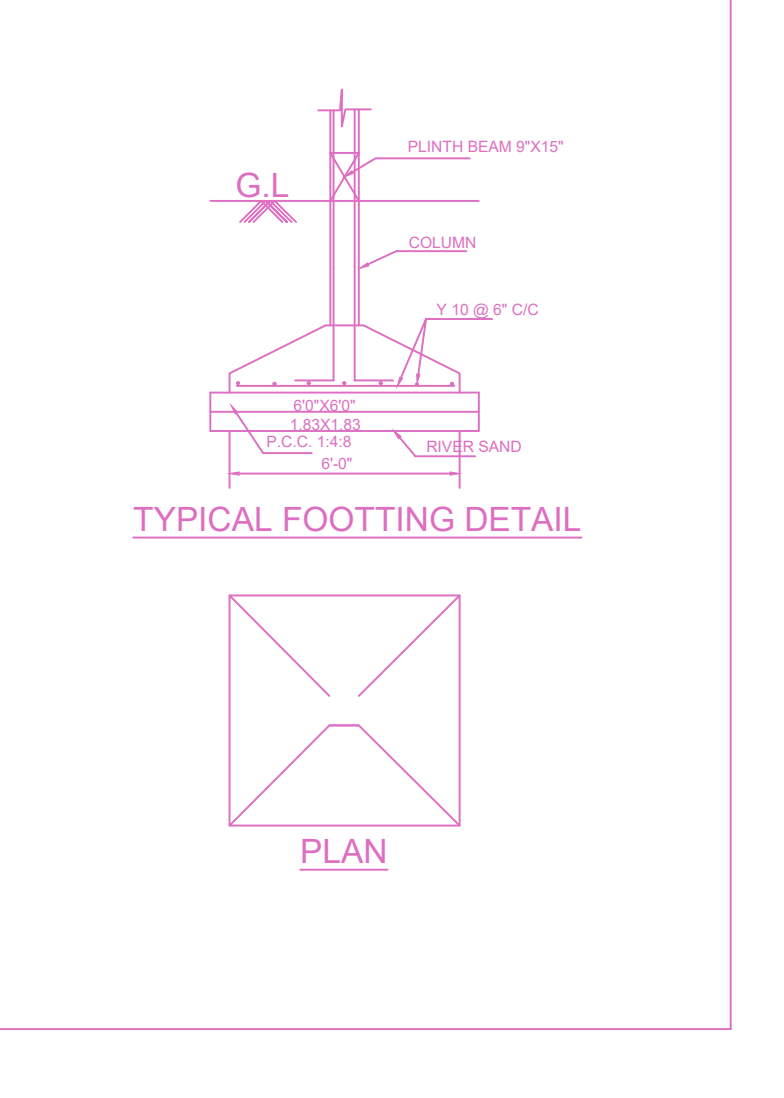 PLINTH BEAM 9"X15"
G.L
COLUMN
Y 10 @ 6" C/C
6'0"X6'0"
1.83X1.83
P.C.C. 1:4:8
RIVER SAND
6'-0"
TYPICAL FOOTTING DETAIL
PLAN